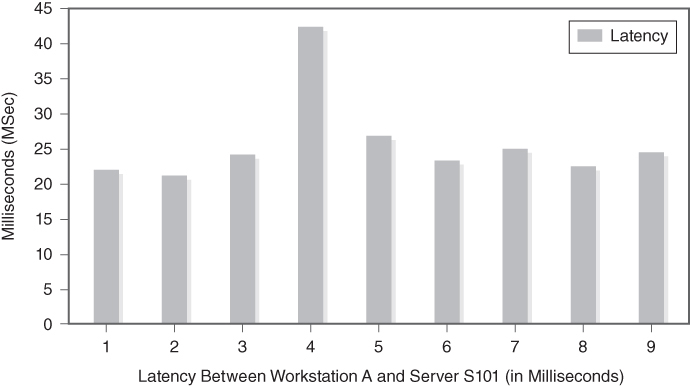 45
40
35
30
25
20
15
10
5
0
Milliseconds (MSec)
Latency
1 2 3 4 5 6 7 8 9
Latency Between Workstation A and Server S101 (in Milliseconds)